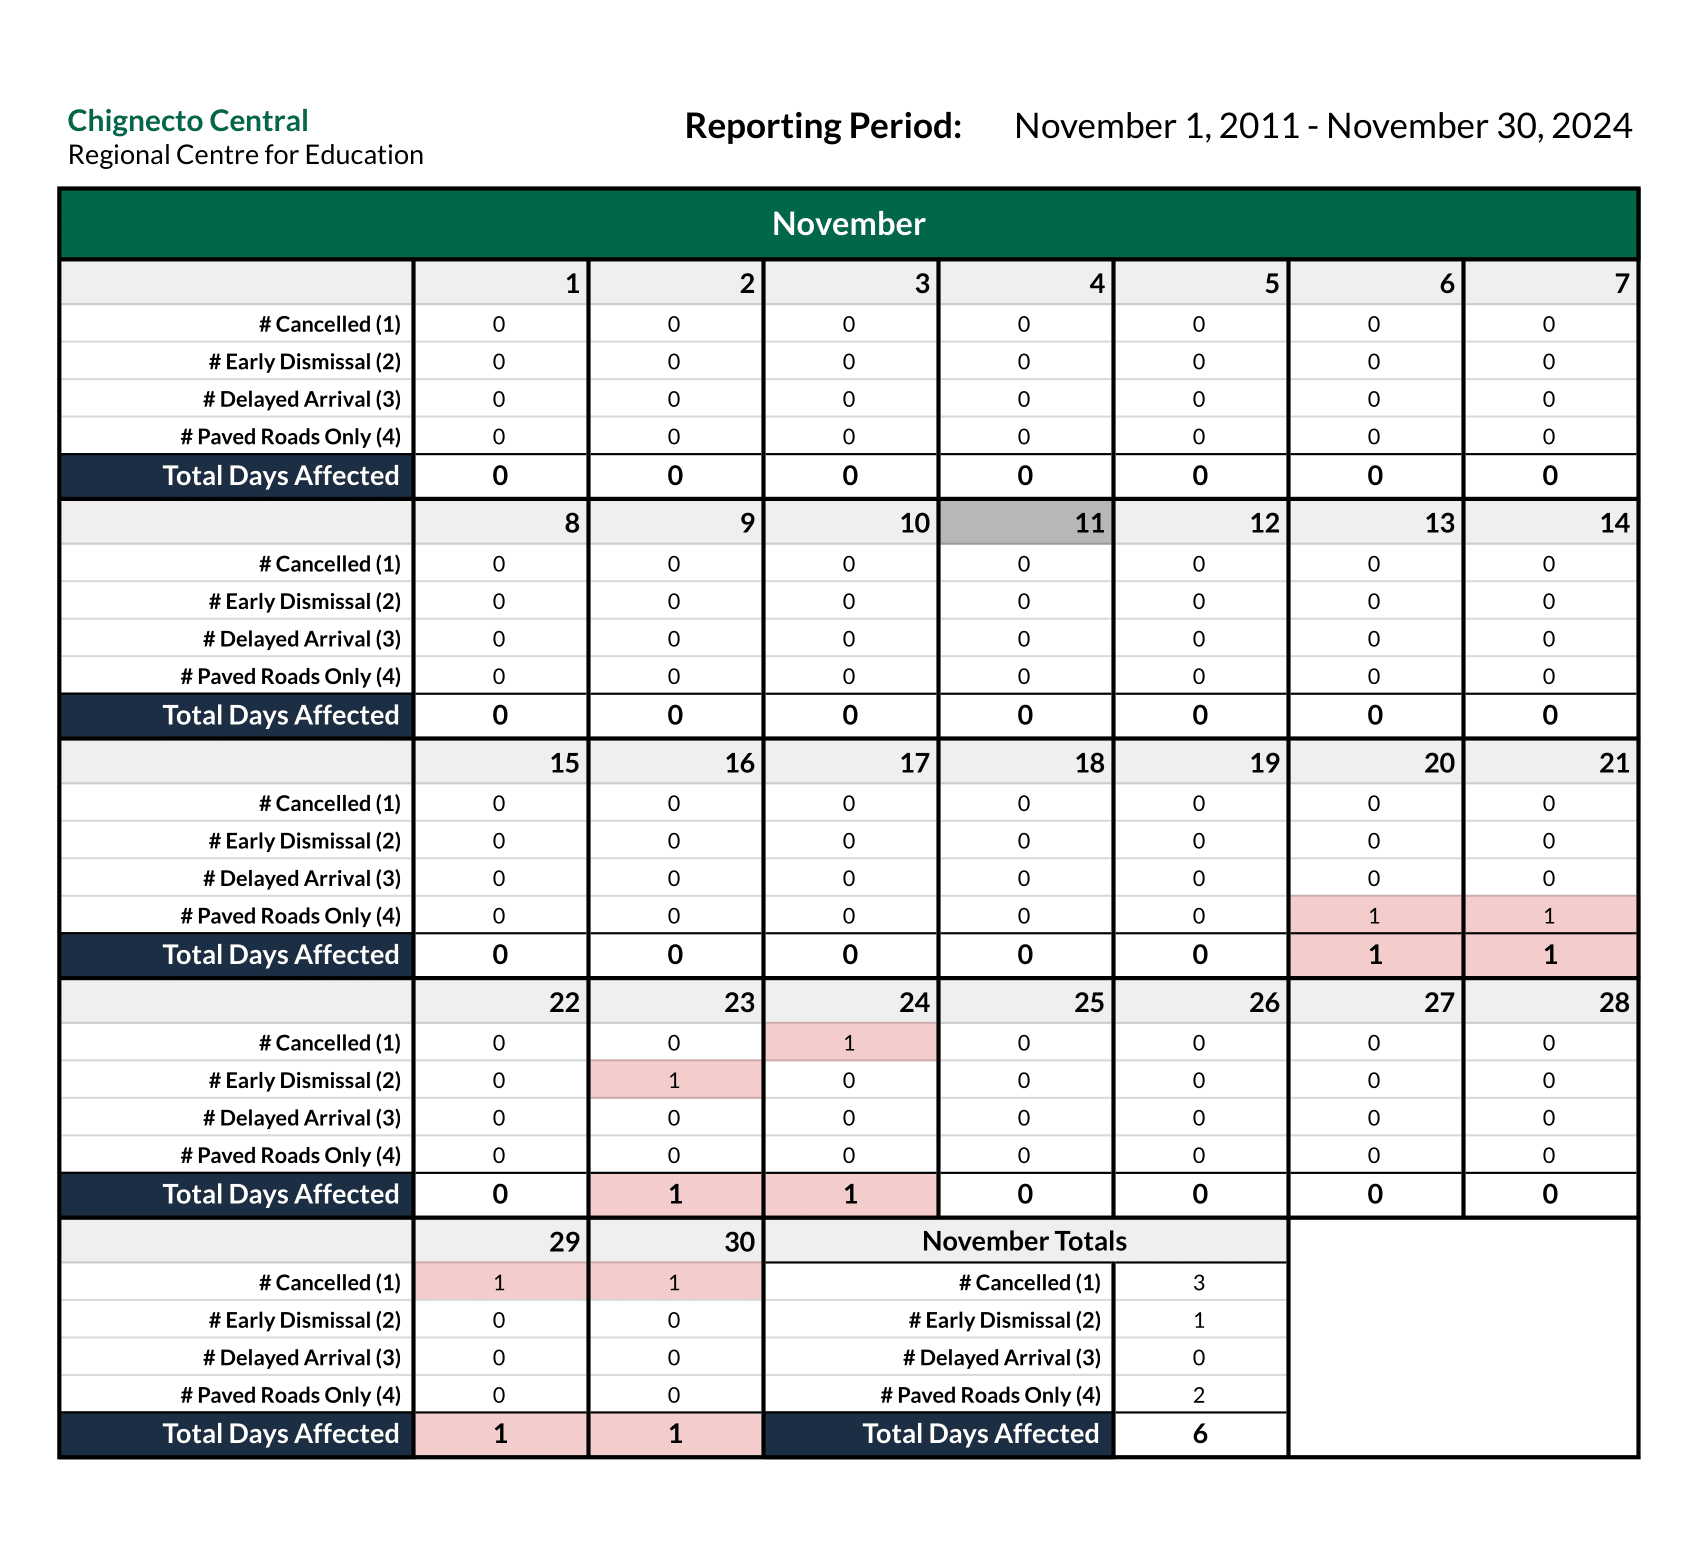 Chignecto Central
Regional Centre for Education
Reporting Period: November 1, 2011 - November 30, 2024
November
1 2 3 4 5 6 7
# Cancelled (1) 0 0 0 0 0 0 0
# Early Dismissal (2) 0 0 0 0 0 0 0
# Delayed Arrival (3) 0 0 0 0 0 0 0
# Paved Roads Only (4) 0 0 0 0 0 0 0
Total Days Affected 0 0 0 0 0 0 0
8 9 10 11 12 13 14
# Cancelled (1) 0 0 0 0 0 0 0
# Early Dismissal (2) 0 0 0 0 0 0 0
# Delayed Arrival (3) 0 0 0 0 0 0 0
# Paved Roads Only (4) 0 0 0 0 0 0 0
Total Days Affected 0 0 0 0 0 0 0
15 16 17 18 19 20 21
# Cancelled (1) 0 0 0 0 0 0 0
# Early Dismissal (2) 0 0 0 0 0 0 0
# Delayed Arrival (3) 0 0 0 0 0 0 0
# Paved Roads Only (4) 0 0 0 0 0 1 1
Total Days Affected 0 0 0 0 0 1 1
22 23 24 25 26 27 28
# Cancelled (1) 0 0 1 0 0 0 0
# Early Dismissal (2) 0 1 0 0 0 0 0
# Delayed Arrival (3) 0 0 0 0 0 0 0
# Paved Roads Only (4) 0 0 0 0 0 0 0
Total Days Affected 0 1 1 0 0 0 0
29 30 November Totals
# Cancelled (1) 1 1 # Cancelled (1) 3
# Early Dismissal (2) 0 0 # Early Dismissal (2) 1
# Delayed Arrival (3) 0 0 # Delayed Arrival (3) 0
# Paved Roads Only (4) 0 0 # Paved Roads Only (4) 2
Total Days Affected 1 1 Total Days Affected 6